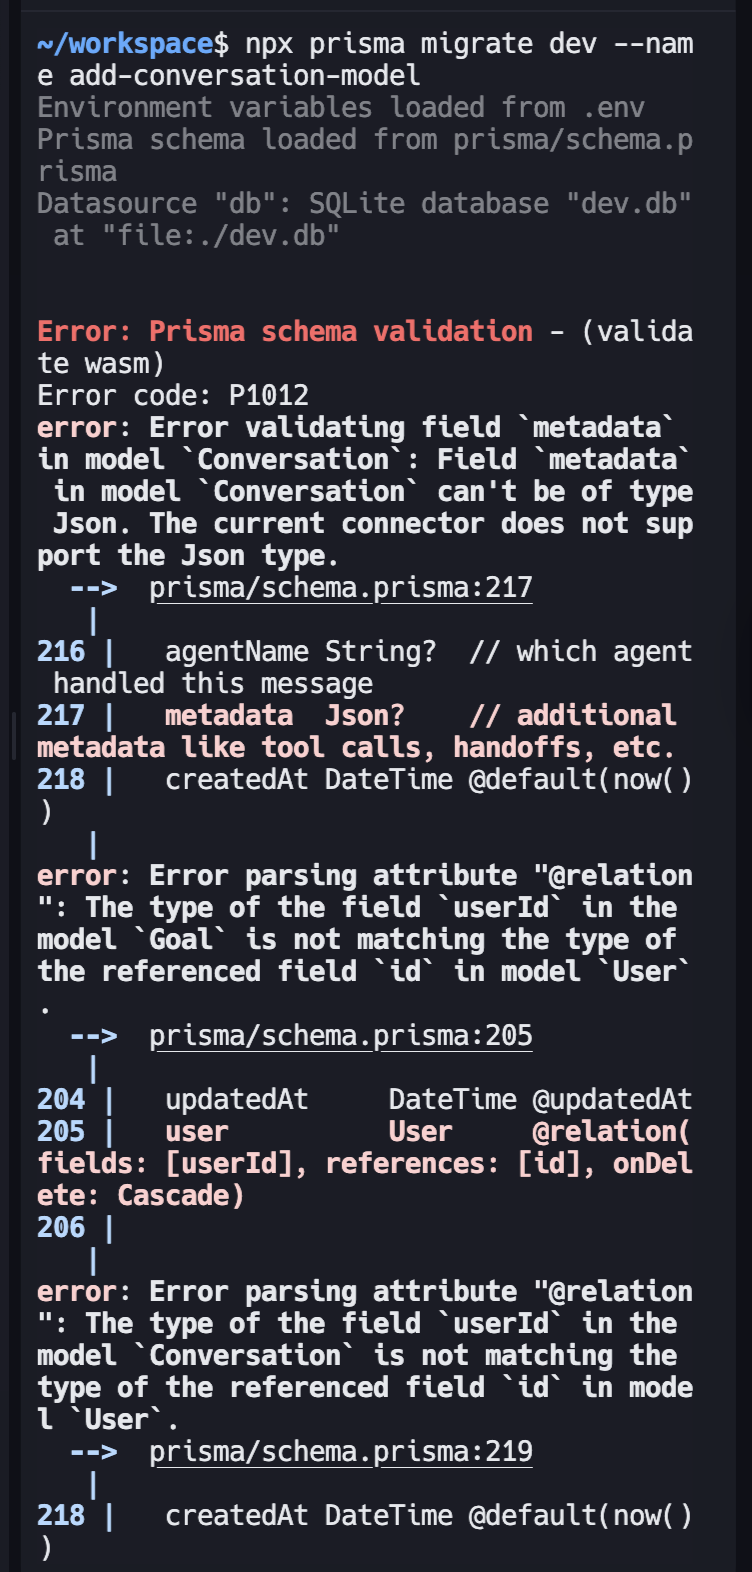 ~/workspace$ npx prisma migrate dev --nam
e add-conversation-model
Environment variables loaded from .env
Prisma schema loaded from prisma/schema.p
risma
Datasource "db": SQLite database "dev.db"
 at "file:./dev.db"
Error: Prisma schema validation - (valida
te wasm)
Error code: P1012
error: Error validating field `metadata`
in model `Conversation`: Field `metadata`
 in model `Conversation` can't be of type
 Json. The current connector does not sup
port the Json type.
  -->  prisma/schema.prisma:217
   |
216 |   agentName String?  // which agent
 handled this message
217 |   metadata  Json?    // additional
metadata like tool calls, handoffs, etc.
218 |   createdAt DateTime @default(now()
)
   |
error: Error parsing attribute "@relation
": The type of the field `userId` in the
model `Goal` is not matching the type of
the referenced field `id` in model `User`
.
  -->  prisma/schema.prisma:205
   |
204 |   updatedAt     DateTime @updatedAt
205 |   user          User     @relation(
fields: [userId], references: [id], onDel
ete: Cascade)
206 |
   |
error: Error parsing attribute "@relation
": The type of the field `userId` in the
model `Conversation` is not matching the
type of the referenced field `id` in mode
l `User`.
  -->  prisma/schema.prisma:219
   |
218 |   createdAt DateTime @default(now()
)